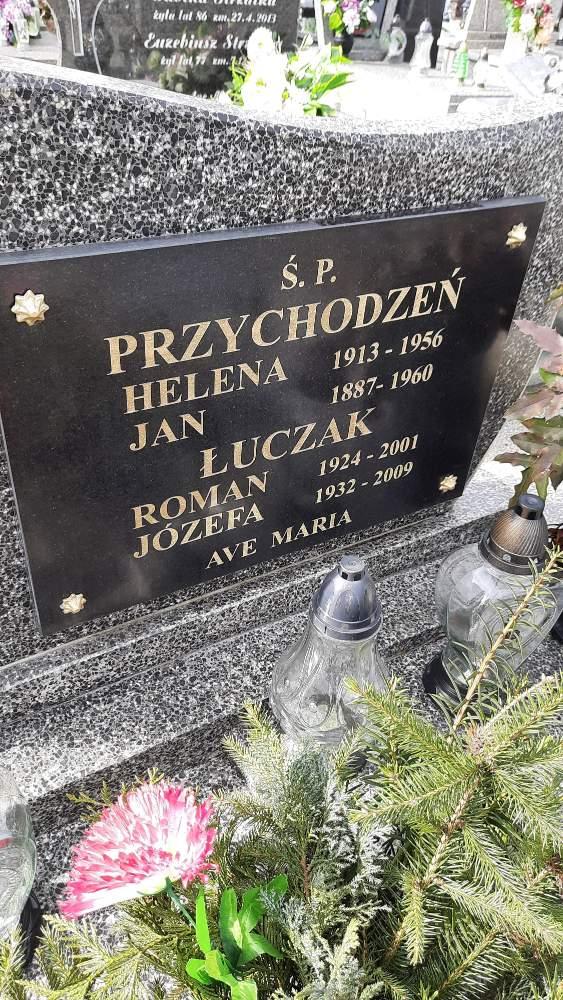 żyła lat 86 zm. 27.4.2013
Euzebiusz
żył lat 77 zm.
Ś. P.
PRZYCHODZEŃ
HELENA 1913 - 1956
JAN 1887 - 1960
ŁUCZAK
ROMAN 1924 - 2001
JÓZEFA 1932 - 2009
AVE MARIA